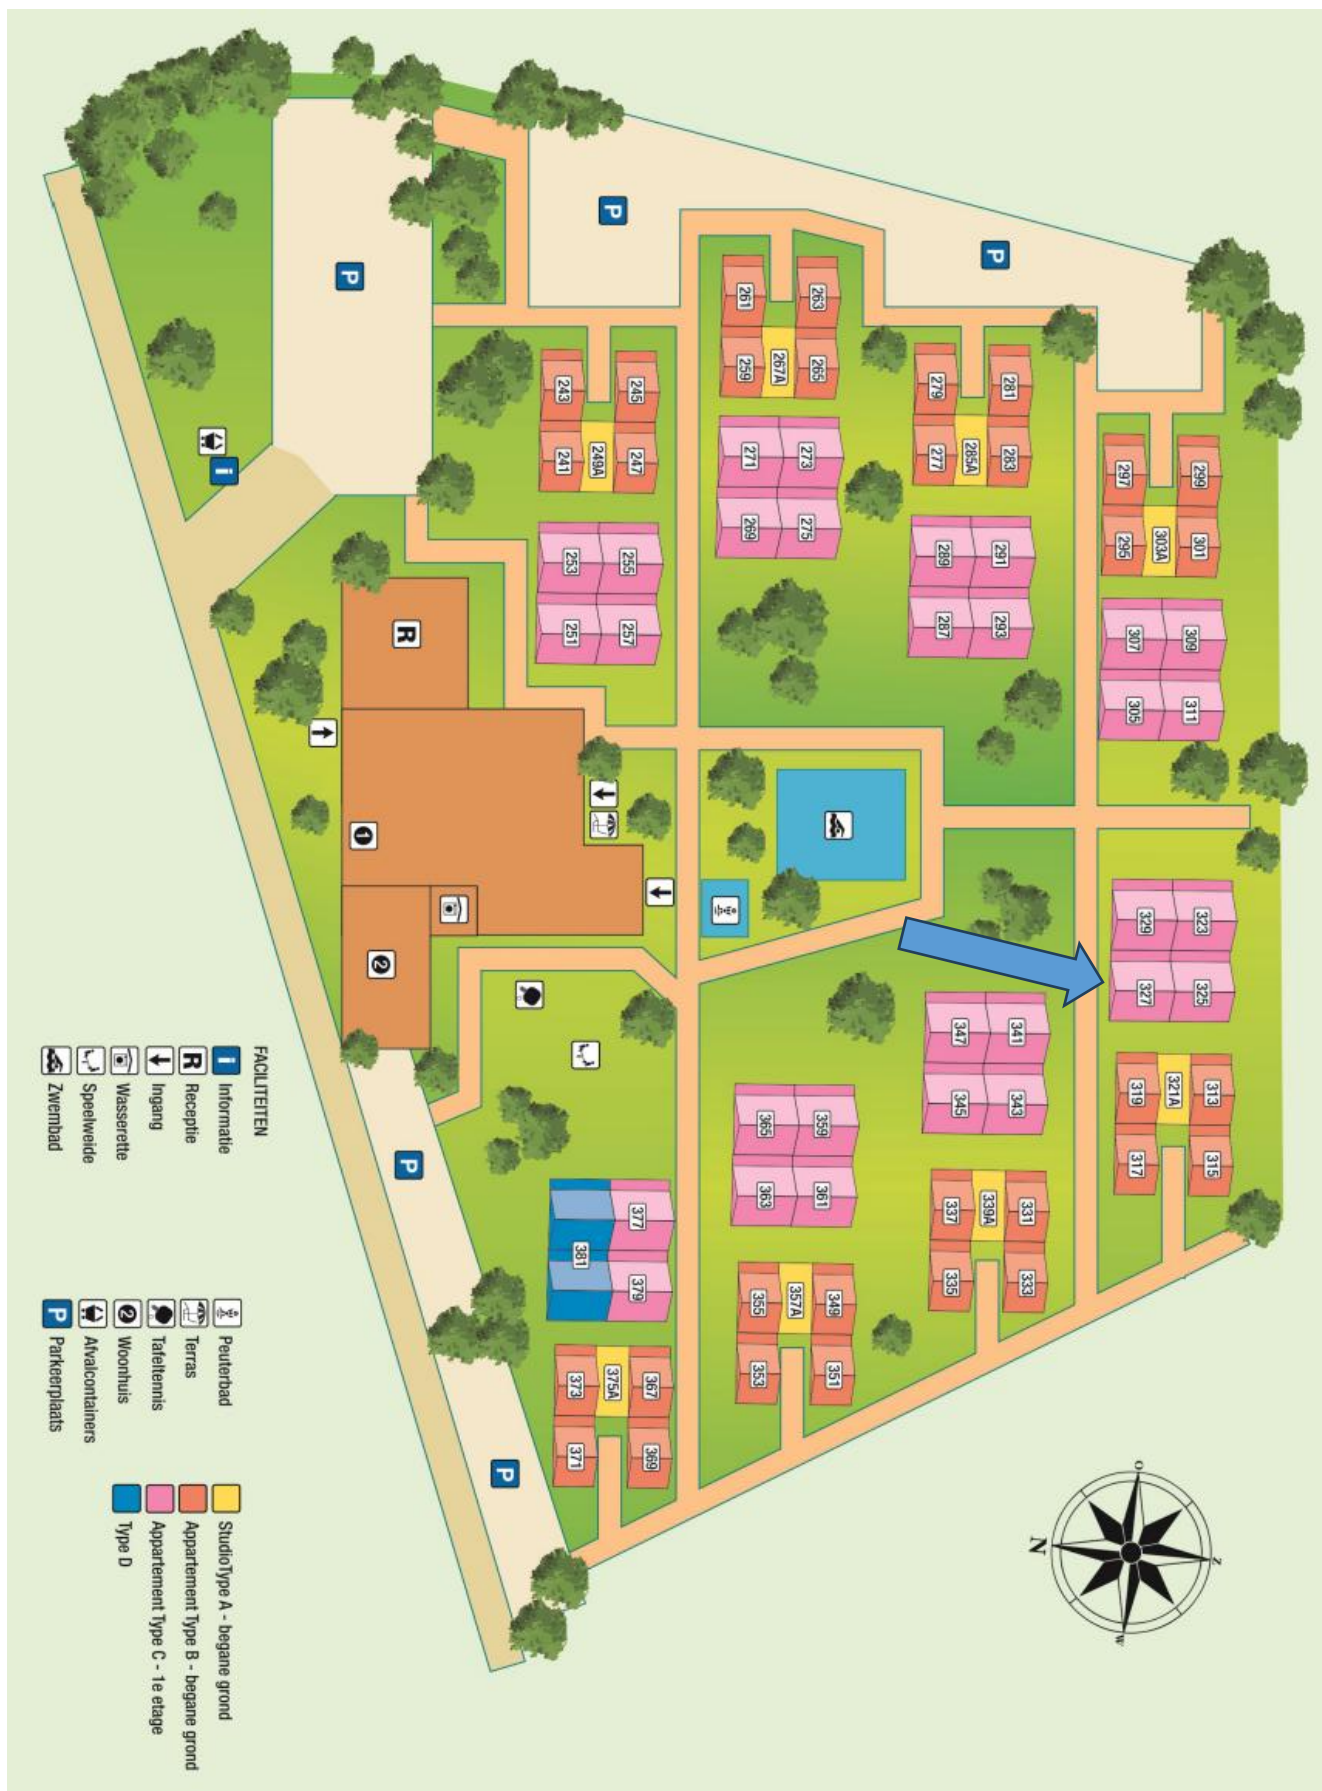 299 301 309 311 323 325 313 315
303A 321A
297 295 307 305 329 327 319 317
Z
O W
N
P
281 283 291 293 341 343 331 333
285A 339A
279 277 289 287 347 345 337 335
263 265 273 275 359 361 349 351
267A 357A
261 259 271 269 365 363 355 353
P
245 247 255 257 377 379 367 369
249A 381 375A
243 241 253 251 373 371
P
R
P
P
1
2
i
FACILITEITEN
i Informatie
R Receptie
Ingang
Wasserette
Speelweide
Zwembad
Peuterbad
Terras
Tafeltennis
2 Woonhuis
Afvalcontainers
P Parkeerplaats
StudioType A - begane grond
Appartement Type B - begane grond
Appartement Type C - 1e etage
Type D